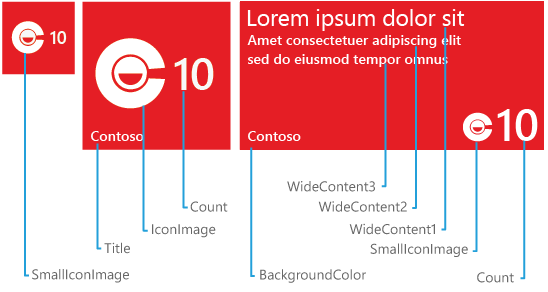 10
10
Contoso
Lorem ipsum dolor sit
Amet consectetuer adipiscing elit
sed do eiusmod tempor omnus
Contoso
10
WideContent3
Count
WideContent2
IconImage
WideContent1
Title
SmallIconImage
SmallIconImage
BackgroundColor
Count